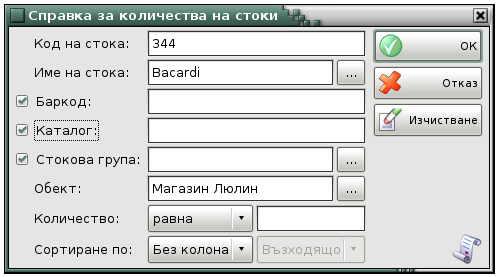 Справка за количества на стоки
Код на стока: 344
Име на стока: Bacardi ...
Баркод:
Каталог:
Стокова група: ...
Обект: Магазин Люлин ...
Количество: равна
Сортиране по: Без колона Възходящо
OK
Отказ
Изчистване